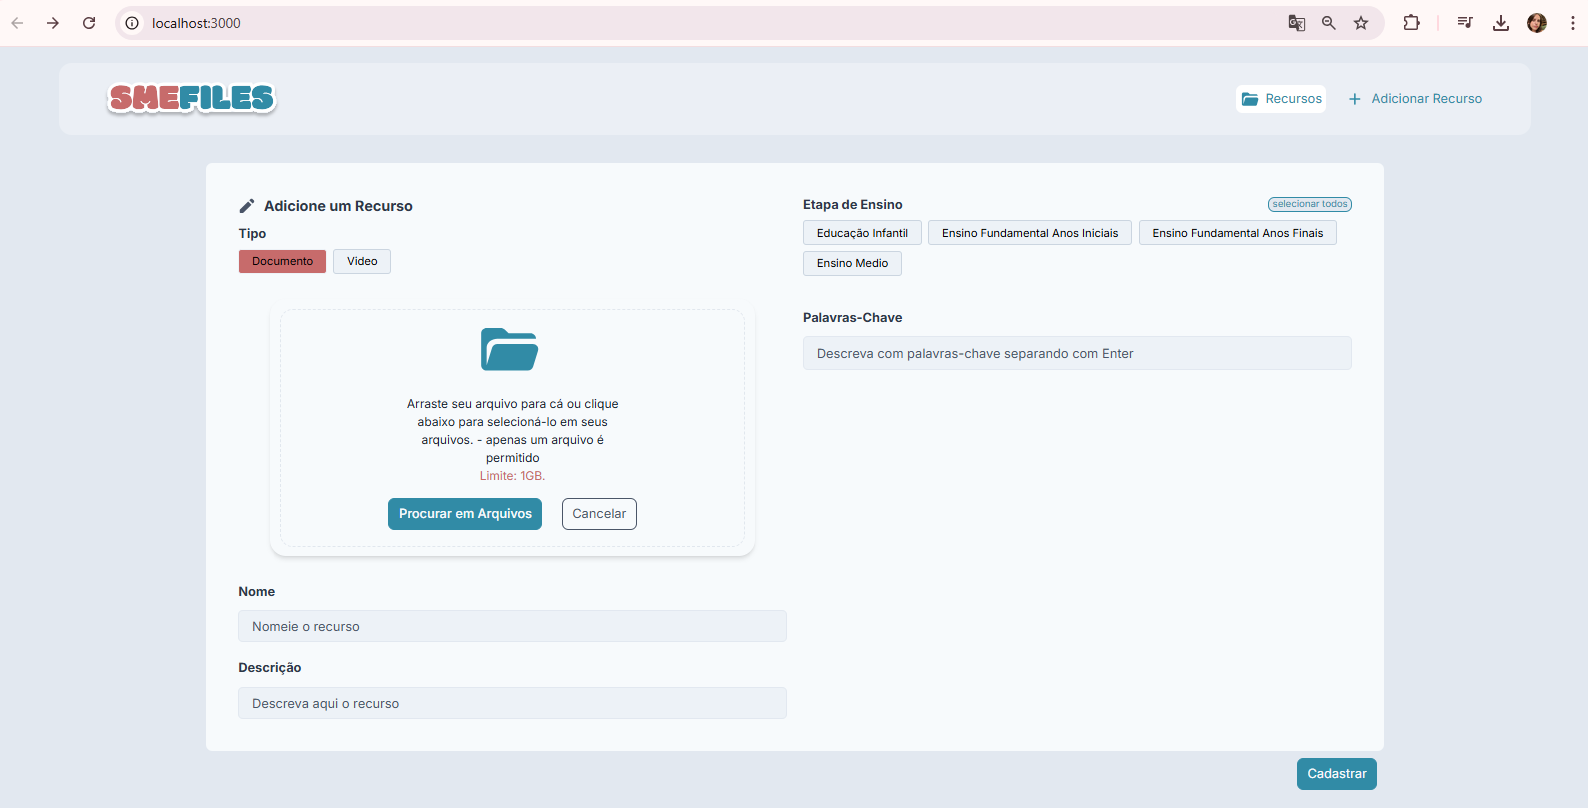 localhost:3000
SMEFILES
Recursos
Adicionar Recurso
Adicione um Recurso
Tipo
Documento
Video
Arraste seu arquivo para cá ou clique
abaixo para selecioná-lo em seus
arquivos. - apenas um arquivo é
permitido
Limite: 1GB.
Procurar em Arquivos
Cancelar
Nome
Nomeie o recurso
Descrição
Descreva aqui o recurso
Etapa de Ensino
selecionar todos
Educação Infantil
Ensino Fundamental Anos Iniciais
Ensino Fundamental Anos Finais
Ensino Medio
Palavras-Chave
Descreva com palavras-chave separando com Enter
Cadastrar